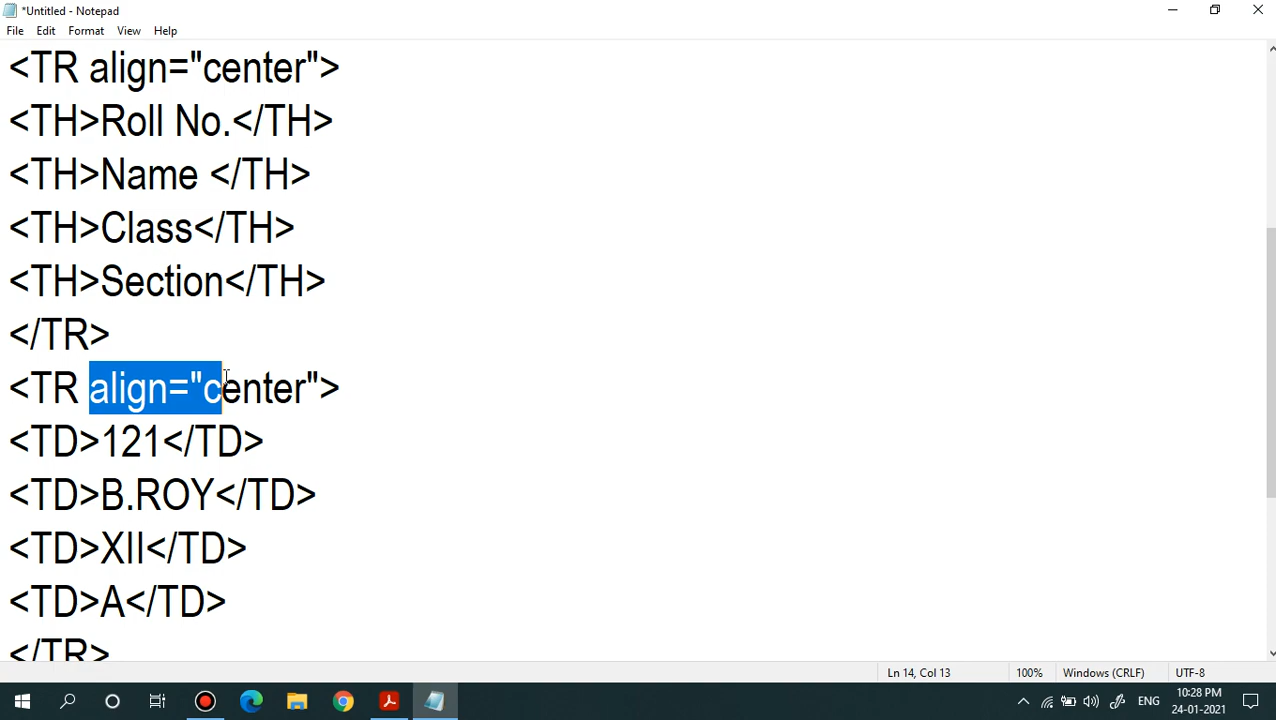 *Untitled - Notepad
File Edit Format View Help
<TR align="center">
<TH>Roll No.</TH>
<TH>Name </TH>
<TH>Class</TH>
<TH>Section</TH>
</TR>
<TR align="center">
<TD>121</TD>
<TD>B.ROY</TD>
<TD>XII</TD>
<TD>A</TD>
</TR>
Ln 14, Col 13 100% Windows (CRLF) UTF-8
ENG 10:28 PM
24-01-2021